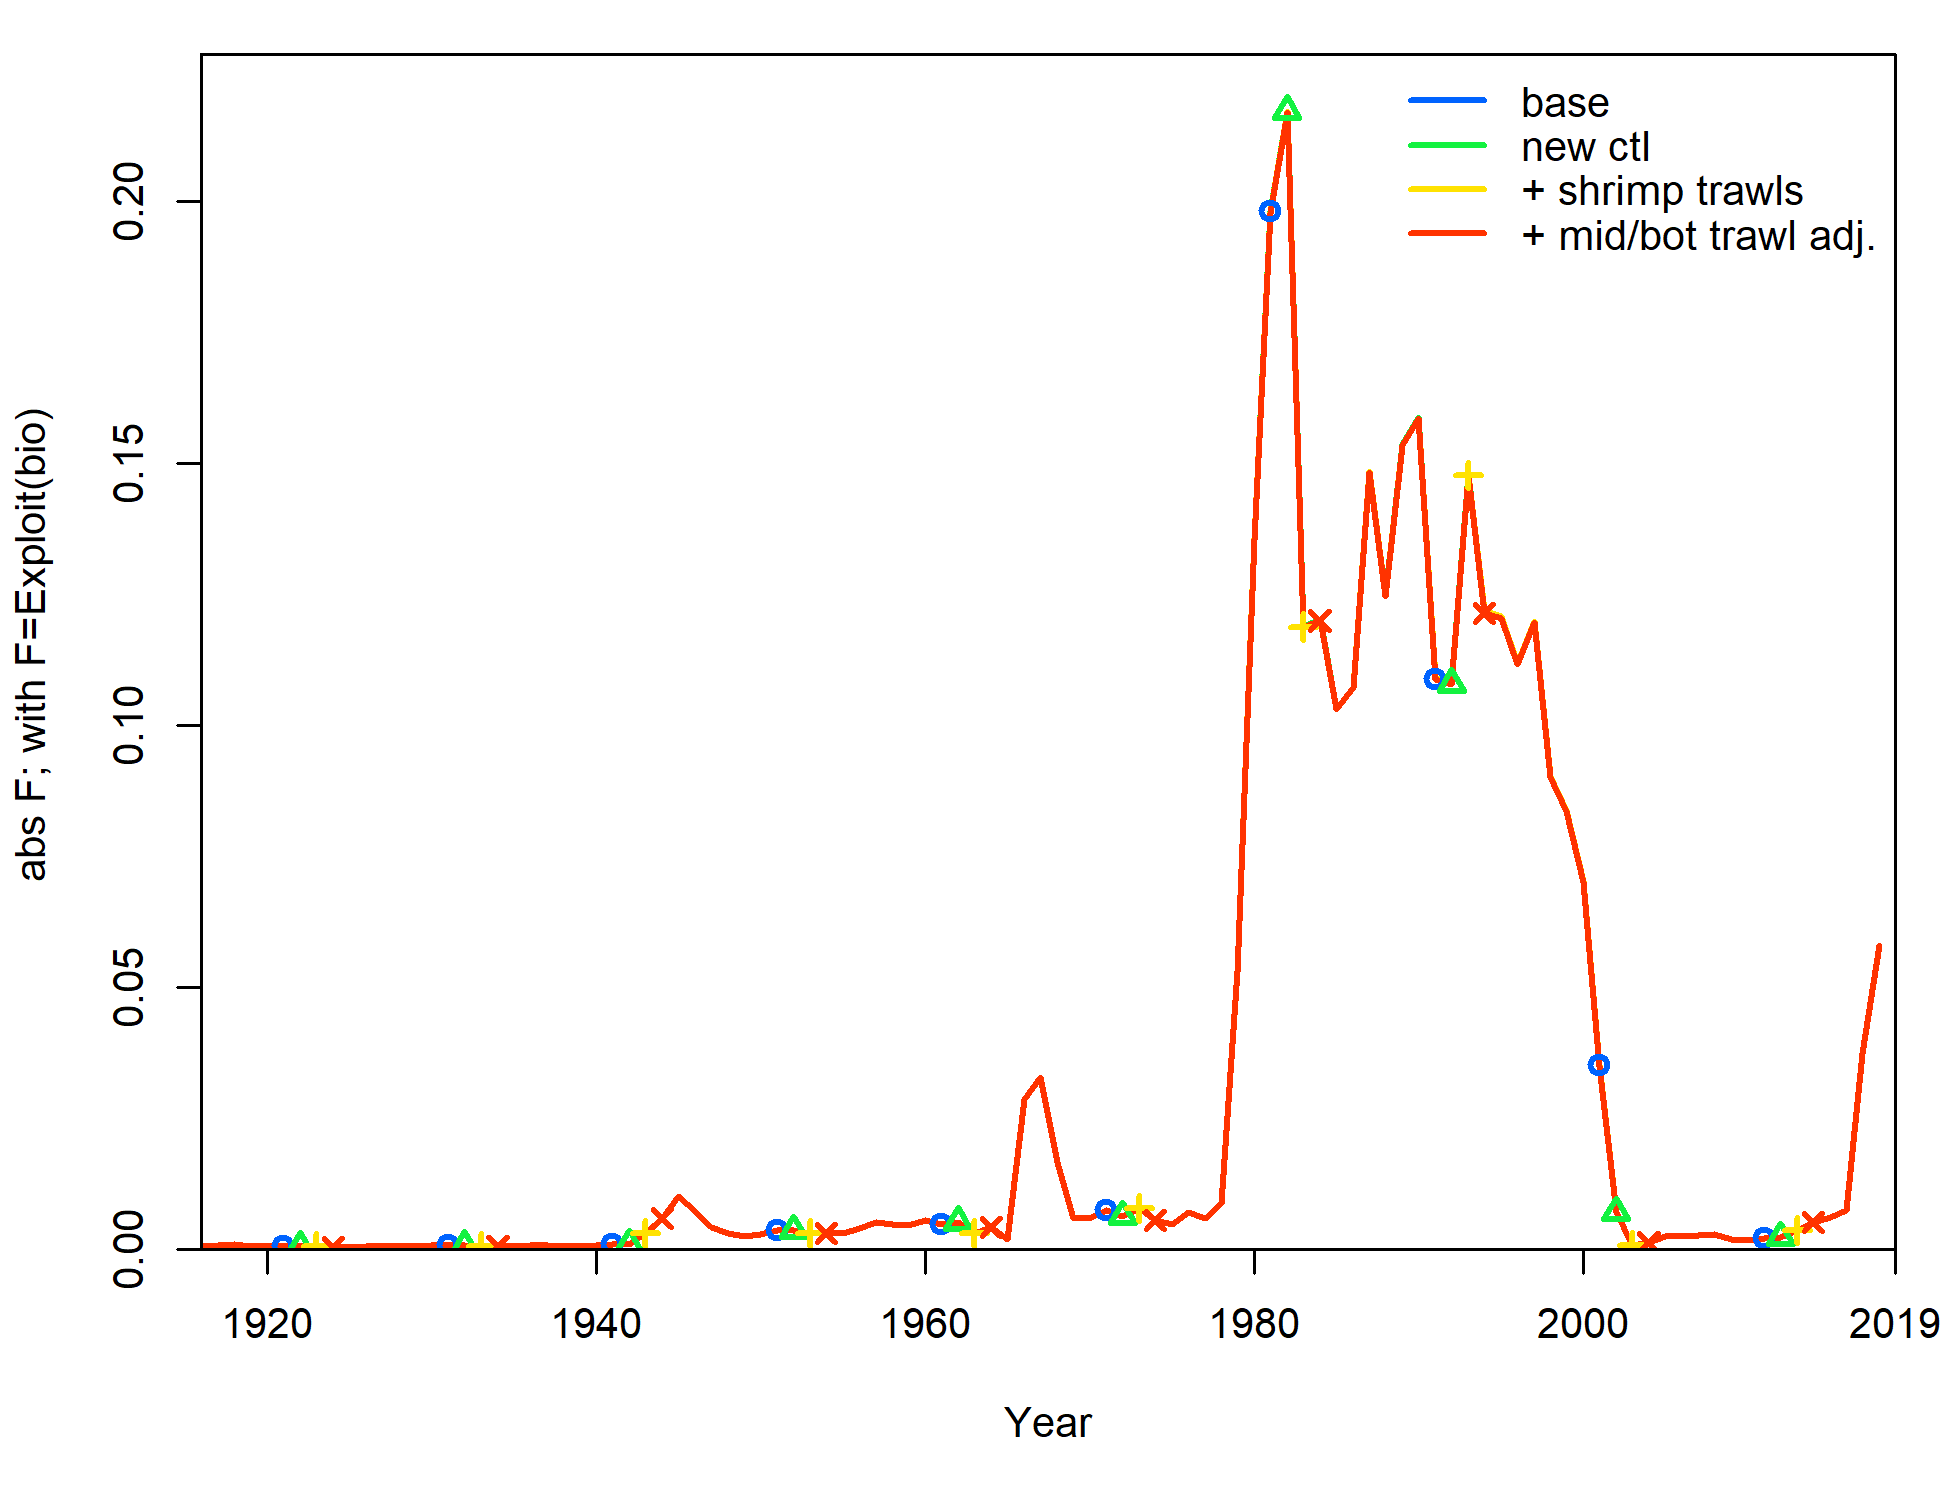 base
new ctl
+ shrimp trawls
+ mid/bot trawl adj.
abs F; with F=Exploit(bio)
0.20
0.15
0.10
0.05
0.00
1920 1940 1960 1980 2000 2019
Year